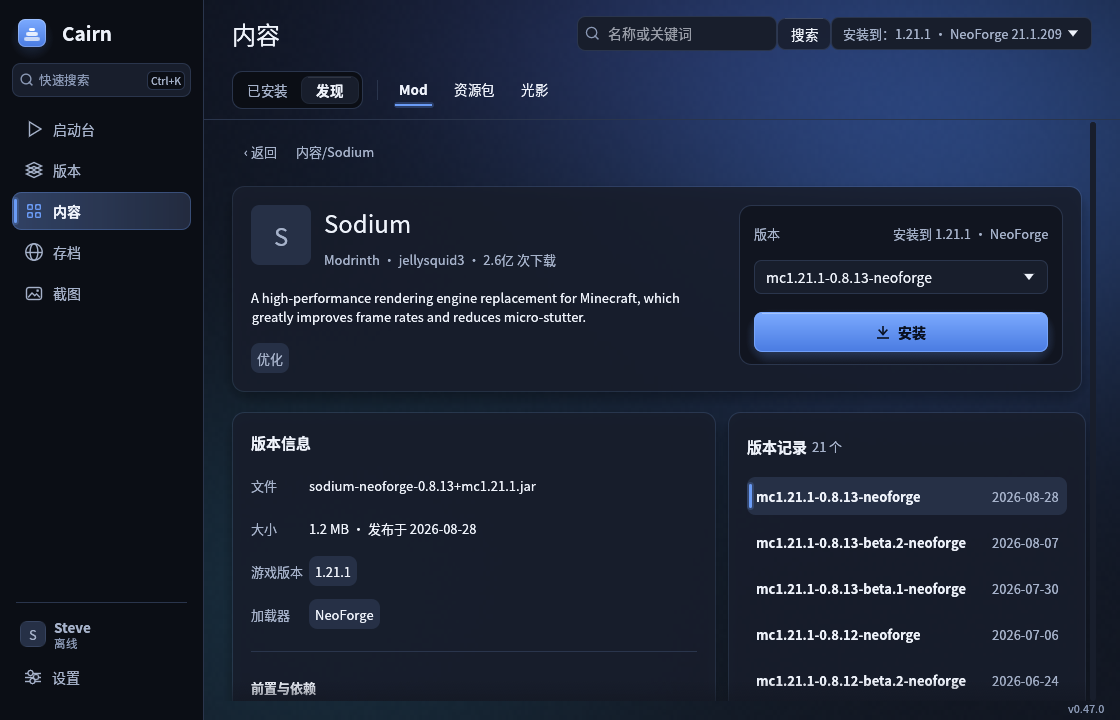 Cairn
快速搜索
Ctrl+K
启动台
版本
内容
存档
截图
Steve
S
离线
设置
内容
名称或关键词
搜索
安装到：1.21.1 • NeoForge 21.1.209
已安装
发现
Mod
资源包
光影
‹ 返回
内容/Sodium
S
Sodium
Modrinth • jellysquid3 • 2.6亿 次下载
A high-performance rendering engine replacement for Minecraft, which
greatly improves frame rates and reduces micro-stutter.
优化
版本
安装到 1.21.1 • NeoForge
mc1.21.1-0.8.13-neoforge
安装
版本信息
文件 sodium-neoforge-0.8.13+mc1.21.1.jar
大小 1.2 MB • 发布于 2026-08-28
游戏版本 1.21.1
加载器 NeoForge
前置与依赖
版本记录 21 个
mc1.21.1-0.8.13-neoforge 2026-08-28
mc1.21.1-0.8.13-beta.2-neoforge 2026-08-07
mc1.21.1-0.8.13-beta.1-neoforge 2026-07-30
mc1.21.1-0.8.12-neoforge 2026-07-06
mc1.21.1-0.8.12-beta.2-neoforge 2026-06-24
v0.47.0